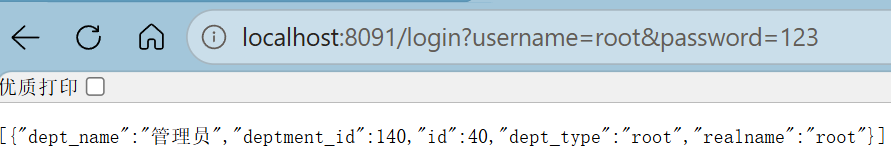 localhost:8091/login?username=root&password=123
优质打印
[{"dept_name":"管理员","deptment_id":140,"id":40,"dept_type":"root","realname":"root"}]